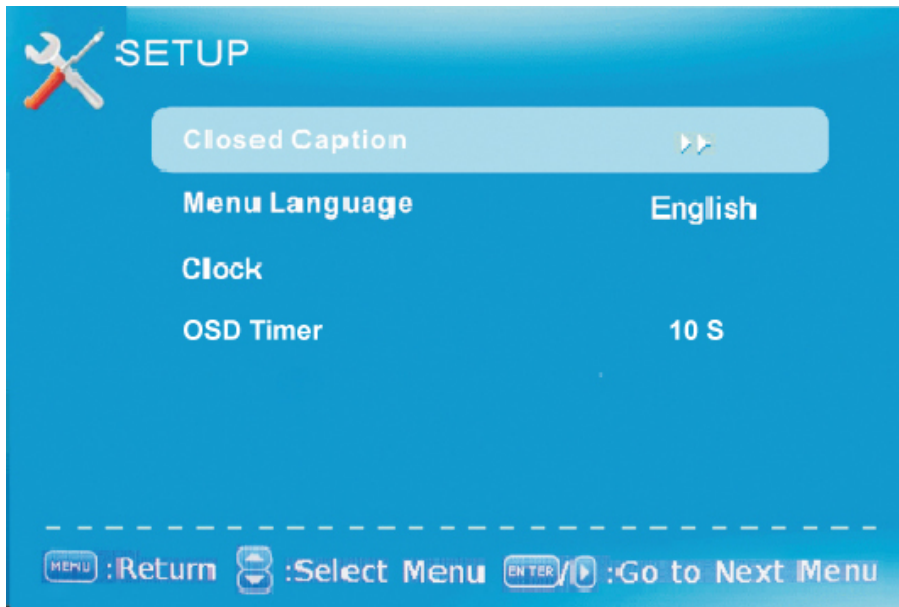 SETUP
Closed Caption
Menu Language English
Clock
OSD Timer 10 S
MENU :Return :Select Menu ENTER/ :Go to Next Menu